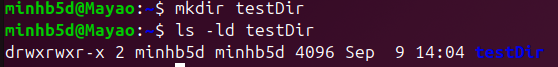 minhb5d@Mayao:~$ mkdir testDir
minhb5d@Mayao:~$ ls -ld testDir
drwxrwxr-x 2 minhb5d minhb5d 4096 Sep  9 14:04 testDir